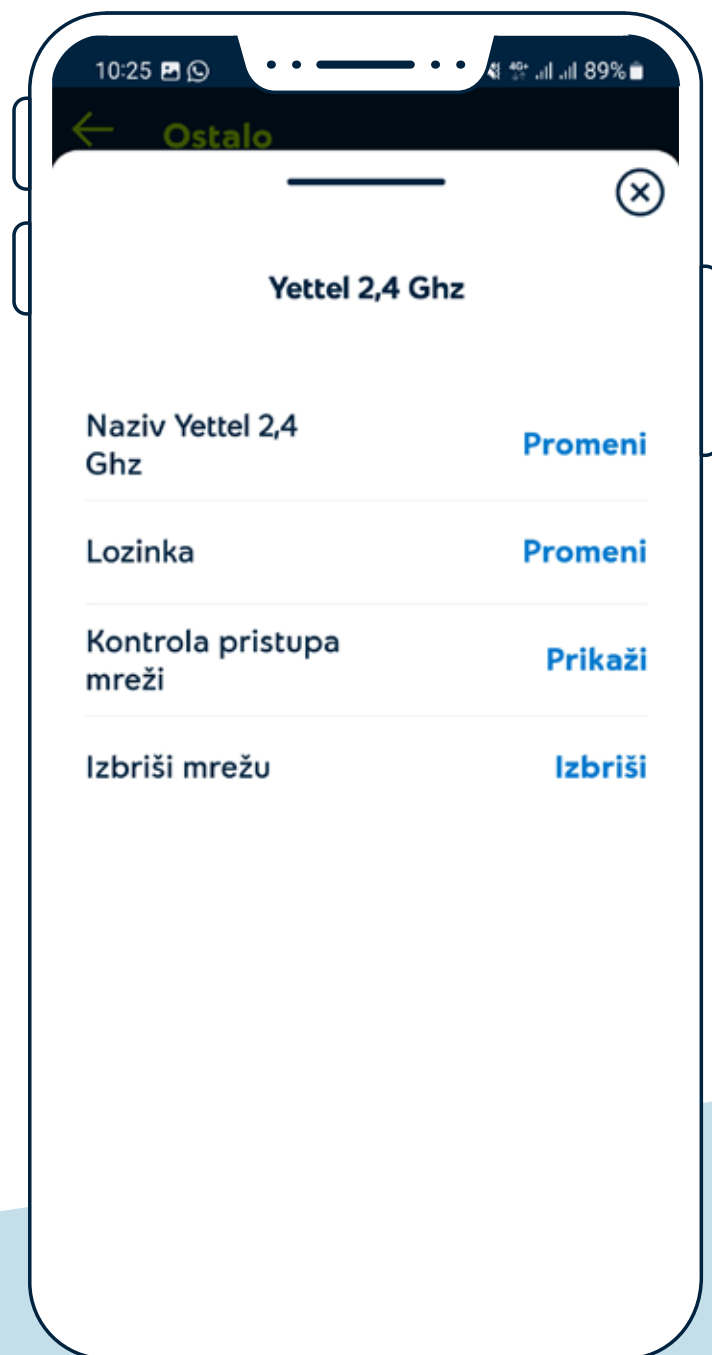 10:25 4G+ 89%
Ostalo
Yettel 2,4 Ghz
Naziv Yettel 2,4
Ghz
Promeni
Lozinka Promeni
Kontrola pristupa
mreži
Prikaži
Izbriši mrežu Izbriši